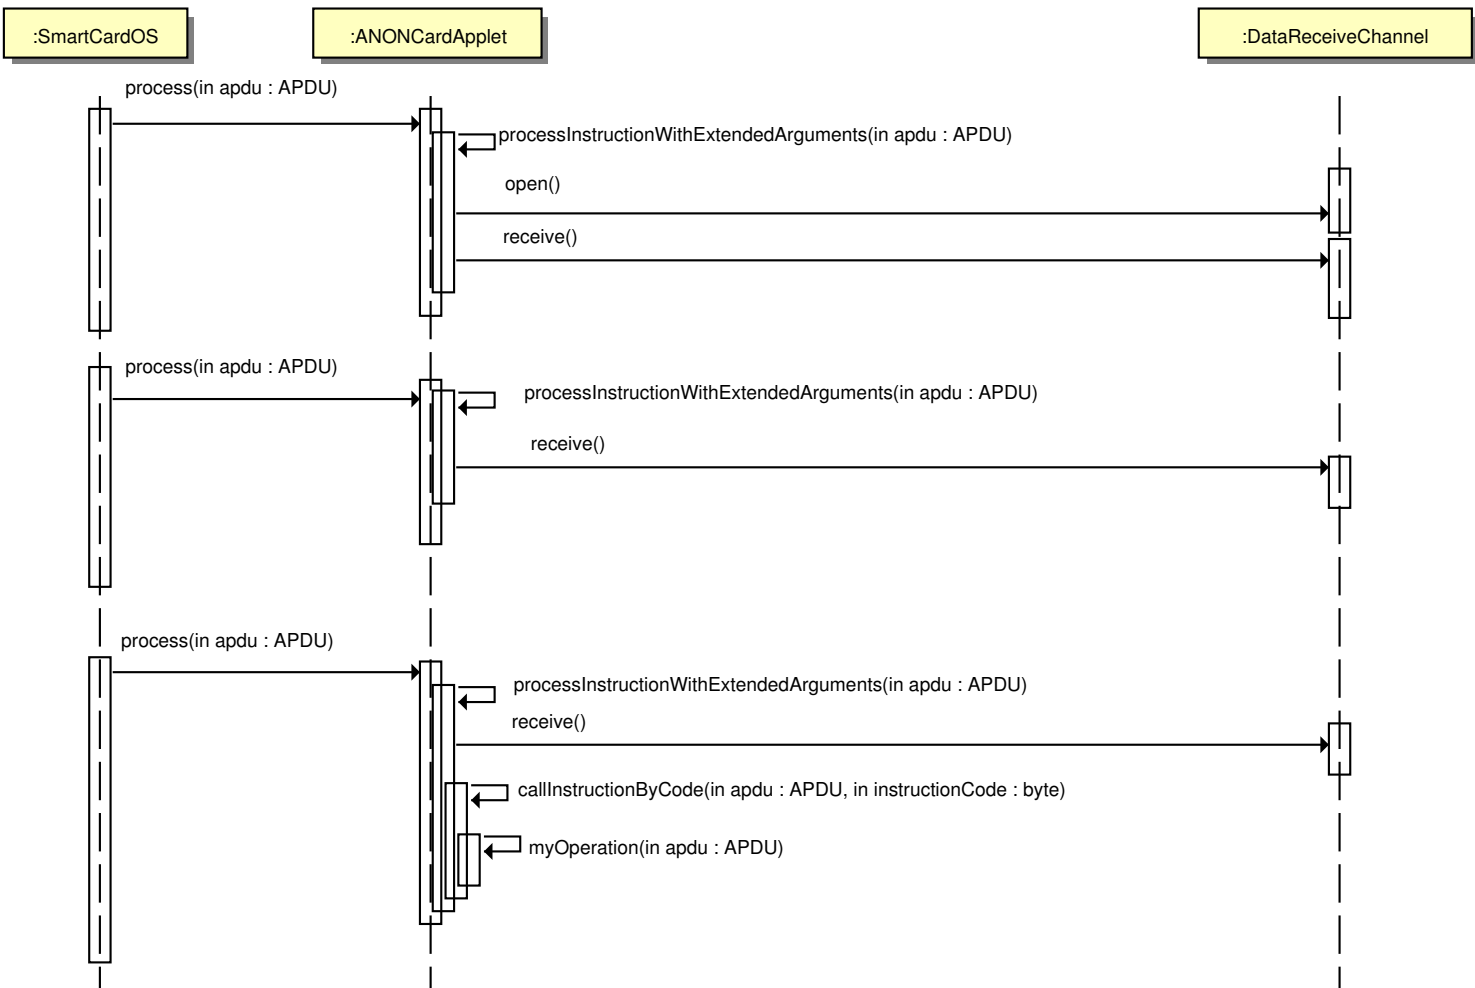 :SmartCardOS
:ANONCardApplet
:DataReceiveChannel
process(in apdu : APDU)
processInstructionWithExtendedArguments(in apdu : APDU)
open()
receive()
process(in apdu : APDU)
processInstructionWithExtendedArguments(in apdu : APDU)
receive()
process(in apdu : APDU)
processInstructionWithExtendedArguments(in apdu : APDU)
receive()
callInstructionByCode(in apdu : APDU, in instructionCode : byte)
myOperation(in apdu : APDU)